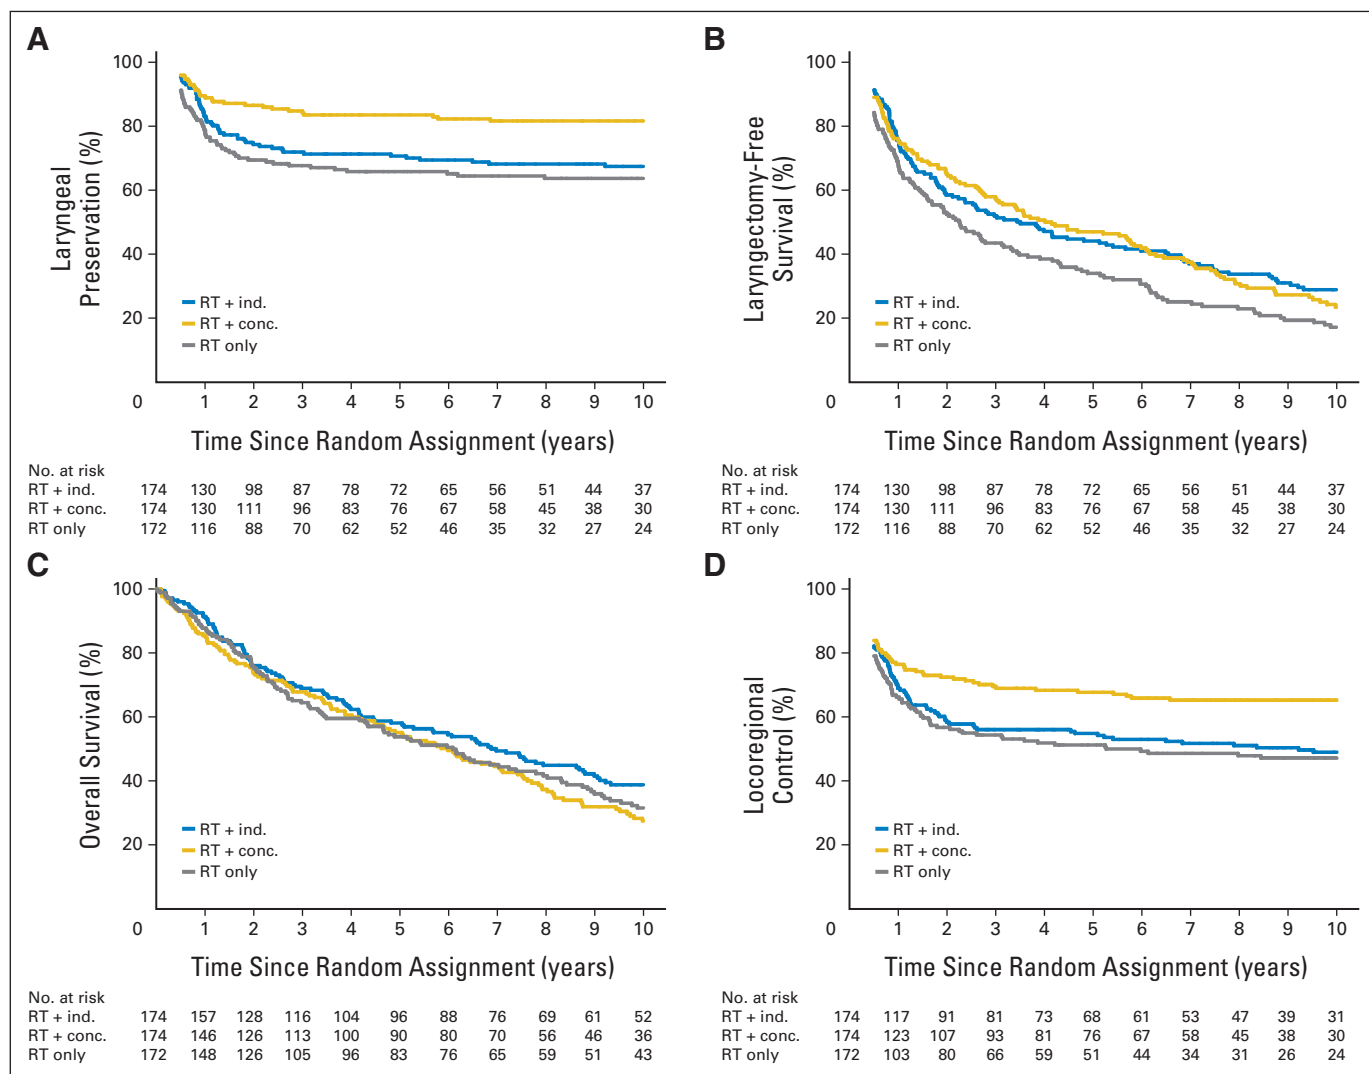 A
Laryngeal
Preservation (%)
100
80
60
40
20
RT + ind.
RT + conc.
RT only
0 1 2 3 4 5 6 7 8 9 10
Time Since Random Assignment (years)
No. at risk
RT + ind. 174 130 98 87 78 72 65 56 51 44 37
RT + conc. 174 130 111 96 83 76 67 58 45 38 30
RT only 172 116 88 70 62 52 46 35 32 27 24
B
Laryngectomy-Free
Survival (%)
100
80
60
40
20
RT + ind.
RT + conc.
RT only
0 1 2 3 4 5 6 7 8 9 10
Time Since Random Assignment (years)
No. at risk
RT + ind. 174 130 98 87 78 72 65 56 51 44 37
RT + conc. 174 130 111 96 83 76 67 58 45 38 30
RT only 172 116 88 70 62 52 46 35 32 27 24
C
Overall Survival (%)
100
80
60
40
20
RT + ind.
RT + conc.
RT only
0 1 2 3 4 5 6 7 8 9 10
Time Since Random Assignment (years)
No. at risk
RT + ind. 174 157 128 116 104 96 88 76 69 61 52
RT + conc. 174 146 126 113 100 90 80 70 56 46 36
RT only 172 148 126 105 96 83 76 65 59 51 43
D
Locoregional
Control (%)
100
80
60
40
20
RT + ind.
RT + conc.
RT only
0 1 2 3 4 5 6 7 8 9 10
Time Since Random Assignment (years)
No. at risk
RT + ind. 174 117 91 81 73 68 61 53 47 39 31
RT + conc. 174 123 107 93 81 76 67 58 45 38 30
RT only 172 103 80 66 59 51 44 34 31 26 24